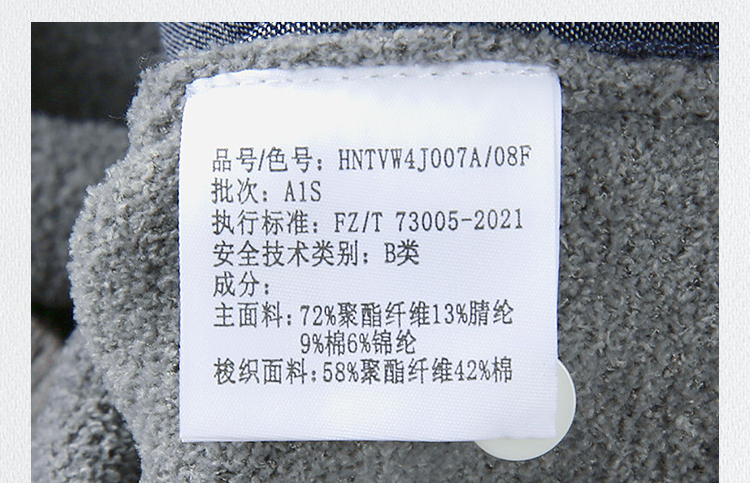 品号/色号: HNTVW4J007A/08F
批次: A1S
执行标准: FZ/T 73005-2021
安全技术类别: B类
成分:
主面料:72%聚酯纤维13%腈纶
9%棉6%锦纶
梭织面料:58%聚酯纤维42%棉